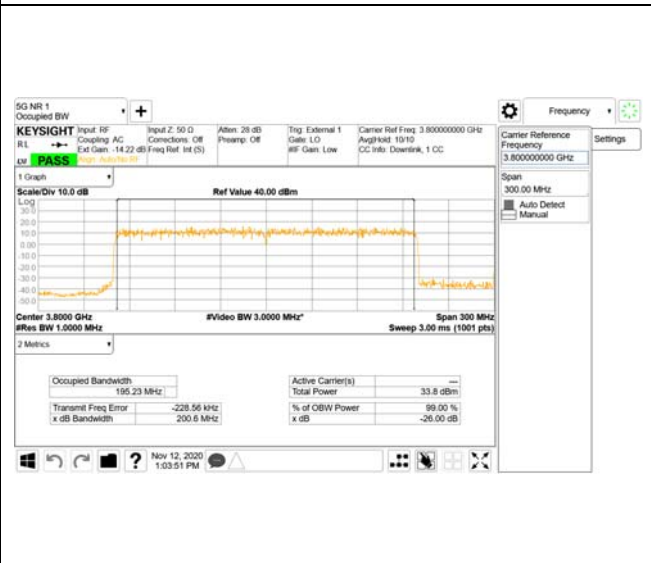 5G NR 1
Occupied BW
Frequency
KEYSIGHT
Input: RF
Input Z: 50 Ω
Atten: 28 dB
Trig: External 1
Carrier Ref Freq: 3.800000000 GHz
R L
Coupling: AC
Corrections: Off
Preamp: Off
Gate: LO
Avg|Hold: 10/10
Ext Gain: -14.22 dB
Freq Ref: Int (S)
#IF Gain: Low
CC Info: Downlink, 1 CC
PASS
Align: Auto/No RF
Carrier Reference
Frequency
3.800000000 GHz
Settings
Span
300.00 MHz
Auto Detect
Manual
1 Graph
Scale/Div 10.0 dB
Ref Value 40.00 dBm
Log
30.0
20.0
10.0
0.00
-10.0
-20.0
-30.0
-40.0
-50.0
Center 3.8000 GHz
#Video BW 3.0000 MHz*
Span 300 MHz
#Res BW 1.0000 MHz
Sweep 3.00 ms (1001 pts)
2 Metrics
Occupied Bandwidth
195.23 MHz
Active Carrier(s)
---
Total Power
33.8 dBm
Transmit Freq Error
-228.56 kHz
% of OBW Power
99.00 %
x dB Bandwidth
200.6 MHz
x dB
-26.00 dB
?
Nov 12, 2020
1:03:51 PM